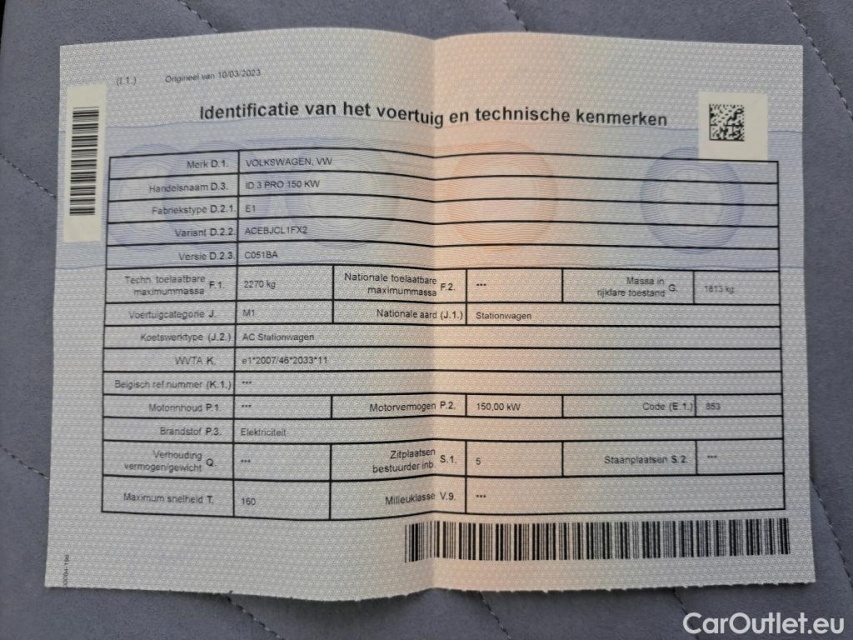 (I.1.) Origineel van 10/03/2023
Identificatie van het voertuig en technische kenmerken
Merk D.1. VOLKSWAGEN, VW
Handelsnaam D.3. ID.3 PRO 150 KW
Fabriekstype D.2.1. E1
Variant D.2.2. ACEBJCL1FX2
Versie D.2.3. C051BA
Techn. toelaatbare maximummassa F.1. 2270 kg Nationale toelaatbare maximummassa F.2. *** Massa in rijklare toestand G. 1813 kg
Voertuigcategorie J. M1 Nationale aard (J.1.) Stationwagen
Koetswerktype (J.2.) AC Stationwagen
WVTA K. e1*2007/46*2033*11
Belgisch ref.nummer (K.1.) ***
Motorinhoud P.1. *** Motorvermogen P.2. 150,00 kW Code (E.1.) 853
Brandstof P.3. Elektriciteit
Verhouding vermogen/gewicht Q. *** Zitplaatsen bestuurder inb. S.1. 5 Staanplaatsen S.2. ***
Maximum snelheid T. 160 Milieuklasse V.9. ***
CarOutlet.eu